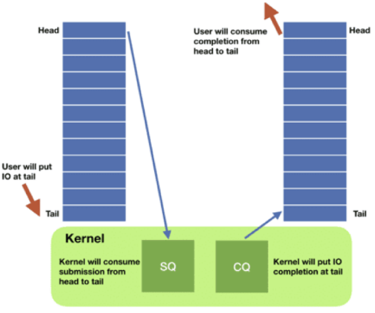 Head
User will put
IO at tail
Tail
User will consume
completion from
head to tail
Head
Tail
Kernel
Kernel will consume
submission from
head to tail
SQ
CQ
Kernel will put IO
completion at tail